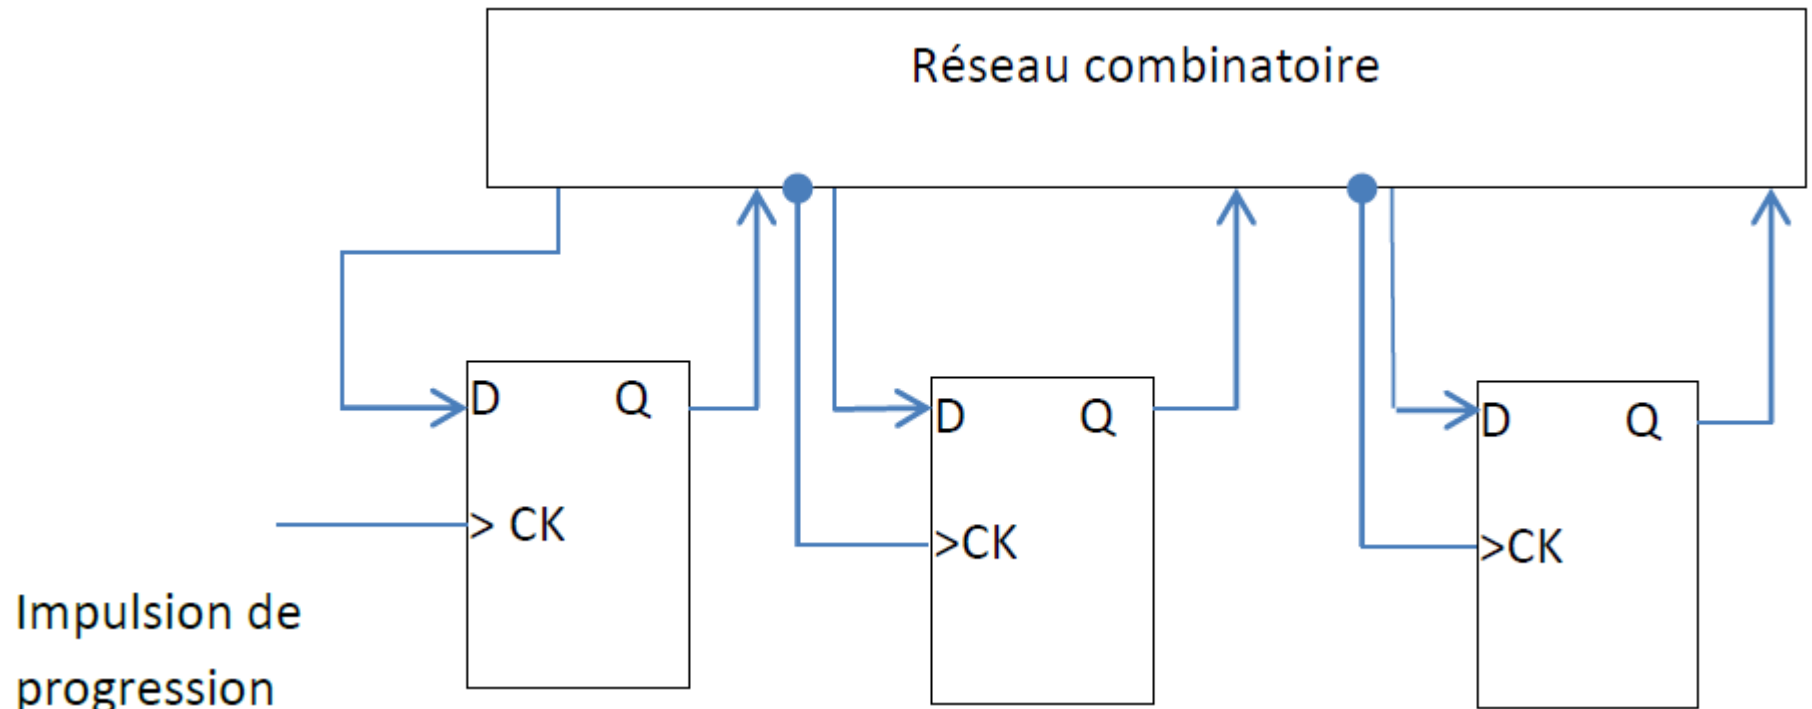 Réseau combinatoire
D Q
> CK
D Q
>CK
D Q
>CK
Impulsion de
progression